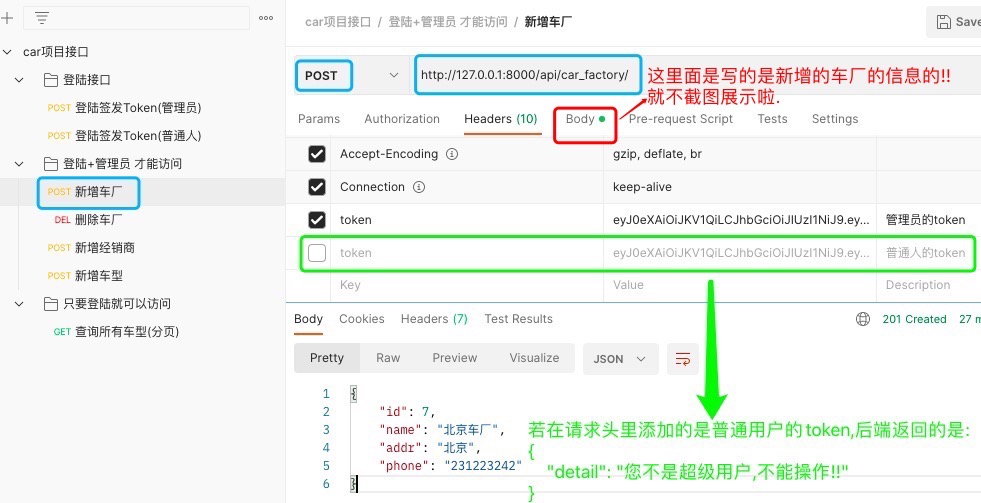 car项目接口
登陆接口
POST 登陆签发Token(管理员)
POST 登陆签发Token(普通人)
登陆+管理员 才能访问
POST 新增车厂
DEL 删除车厂
POST 新增经销商
POST 新增车型
只要登陆就可以访问
GET 查询所有车型(分页)
car项目接口 / 登陆+管理员 才能访问 / 新增车厂
Save
POST http://127.0.0.1:8000/api/car_factory/
这里面是写的是新增的车厂的信息的!!
就不截图展示啦.
Params Authorization Headers (10) Body Pre-request Script Tests Settings
Accept-Encoding gzip, deflate, br
Connection keep-alive
token eyJ0eXAiOiJKV1QiLCJhbGciOiJIUzI1NiJ9.ey... 管理员的token
token eyJ0eXAiOiJKV1QiLCJhbGciOiJIUzI1NiJ9.ey... 普通人的token
Key Value Description
Body Cookies Headers (7) Test Results 201 Created 27 m
Pretty Raw Preview Visualize JSON
1 {
2 "id": 7,
3 "name": "北京车厂",
4 "addr": "北京",
5 "phone": "231223242"
6 }
若在请求头里添加的是普通用户的token,后端返回的是:
{
"detail": "您不是超级用户,不能操作!!"
}